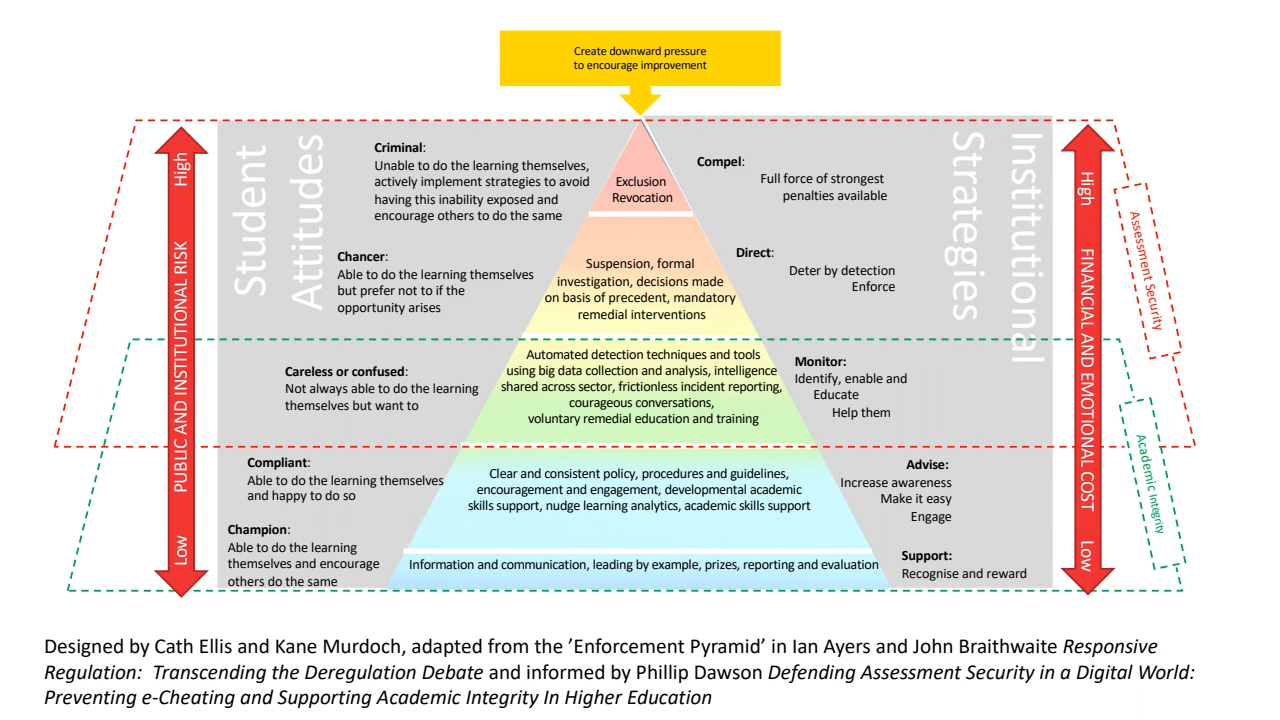 Create downward pressure
to encourage improvement
Student
Attitudes
Institutional
Strategies
High
PUBLIC AND INSTITUTIONAL RISK
Low
High
FINANCIAL AND EMOTIONAL COST
Low
Assessment Security
Academic Integrity
Criminal:
Unable to do the learning themselves,
actively implement strategies to avoid
having this inability exposed and
encourage others to do the same
Exclusion
Revocation
Compel:
Full force of strongest
penalties available
Chancer:
Able to do the learning themselves
but prefer not to if the
opportunity arises
Suspension, formal
investigation, decisions made
on basis of precedent, mandatory
remedial interventions
Direct:
Deter by detection
Enforce
Careless or confused:
Not always able to do the learning
themselves but want to
Automated detection techniques and tools
using big data collection and analysis, intelligence
shared across sector, frictionless incident reporting,
courageous conversations,
voluntary remedial education and training
Monitor:
Identify, enable and
Educate
Help them
Compliant:
Able to do the learning themselves
and happy to do so
Clear and consistent policy, procedures and guidelines,
encouragement and engagement, developmental academic
skills support, nudge learning analytics, academic skills support
Advise:
Increase awareness
Make it easy
Engage
Champion:
Able to do the learning
themselves and encourage
others do the same
Information and communication, leading by example, prizes, reporting and evaluation
Support:
Recognise and reward
Designed by Cath Ellis and Kane Murdoch, adapted from the ’Enforcement Pyramid’ in Ian Ayers and John Braithwaite Responsive
Regulation: Transcending the Deregulation Debate and informed by Phillip Dawson Defending Assessment Security in a Digital World:
Preventing e-Cheating and Supporting Academic Integrity In Higher Education